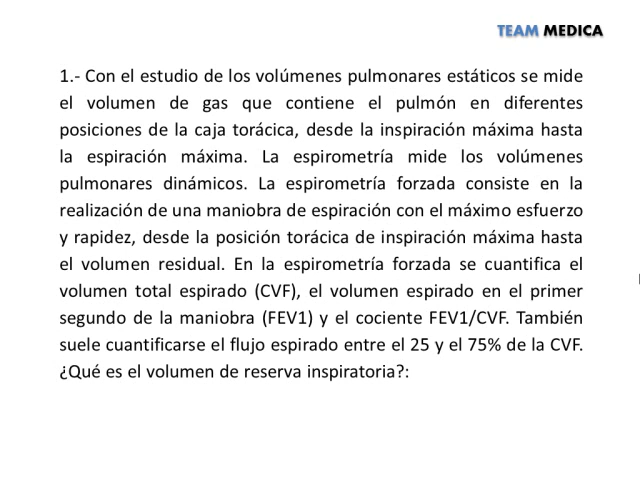 TEAM MEDICA
1.- Con el estudio de los volúmenes pulmonares estáticos se mide
el volumen de gas que contiene el pulmón en diferentes
posiciones de la caja torácica, desde la inspiración máxima hasta
la espiración máxima. La espirometría mide los volúmenes
pulmonares dinámicos. La espirometría forzada consiste en la
realización de una maniobra de espiración con el máximo esfuerzo
y rapidez, desde la posición torácica de inspiración máxima hasta
el volumen residual. En la espirometría forzada se cuantifica el
volumen total espirado (CVF), el volumen espirado en el primer
segundo de la maniobra (FEV1) y el cociente FEV1/CVF. También
suele cuantificarse el flujo espirado entre el 25 y el 75% de la CVF.
¿Qué es el volumen de reserva inspiratoria?: